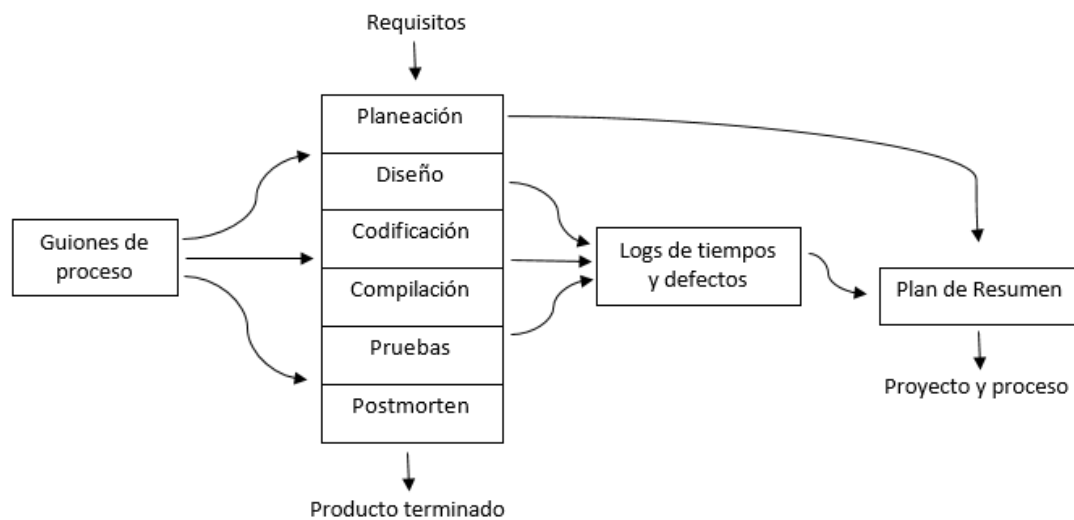 Requisitos
Planeación
Diseño
Codificación
Compilación
Pruebas
Postmorten
Producto terminado
Guiones de
proceso
Logs de tiempos
y defectos
Plan de Resumen
Proyecto y proceso